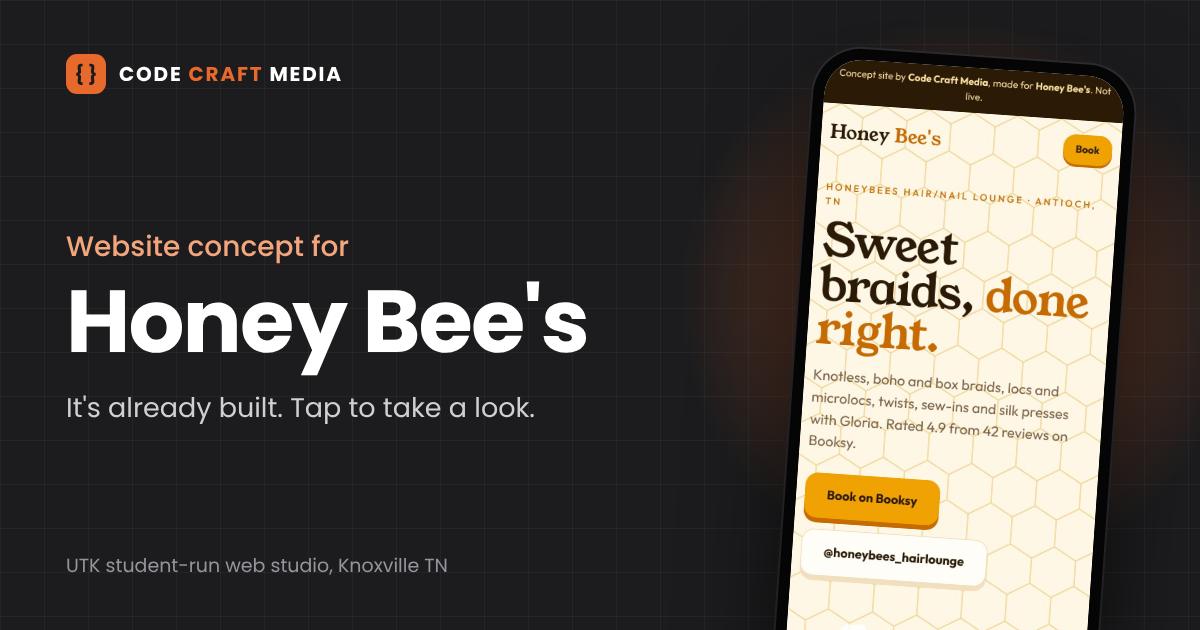 { } CODE CRAFT MEDIA
Website concept for
Honey Bee's
It's already built. Tap to take a look.
UTK student-run web studio, Knoxville TN
Concept site by Code Craft Media, made for Honey Bee's. Not
live.
Honey Bee's
Book
HONEYBEES HAIR/NAIL LOUNGE · ANTIOCH,
TN
Sweet
braids, done
right.
Knotless, boho and box braids, locs and
microlocs, twists, sew-ins and silk presses
with Gloria. Rated 4.9 from 42 reviews on
Booksy.
Book on Booksy
@honeybees_hairlounge